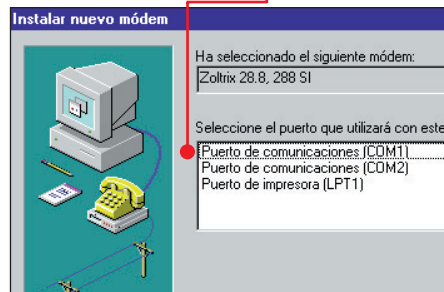 Instalar nuevo módem
Ha seleccionado el siguiente módem:
Zoltrix 28.8, 288 SI
Seleccione el puerto que utilizará con este
Puerto de comunicaciones (COM1)
Puerto de comunicaciones (COM2)
Puerto de impresora (LPT1)